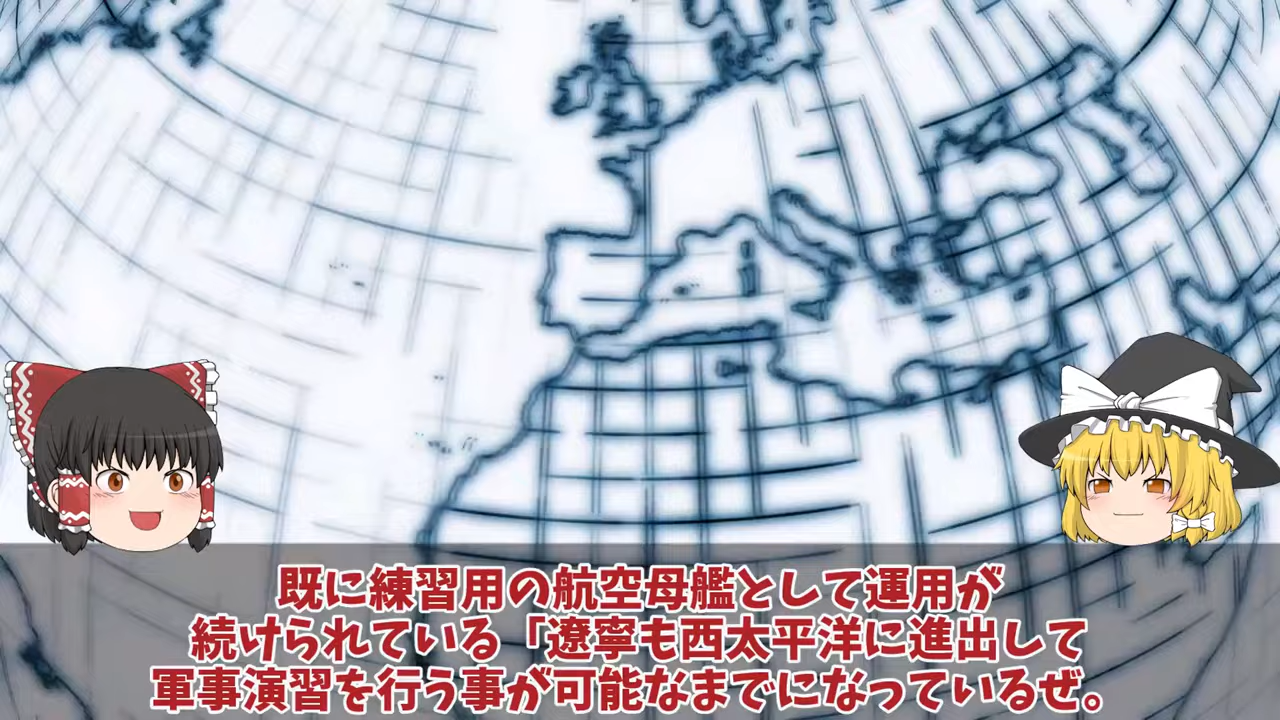 既に練習用の航空母艦として運用が
続けられている「遼寧も西太平洋に進出して
軍事演習を行う事が可能なまでになっているぜ。